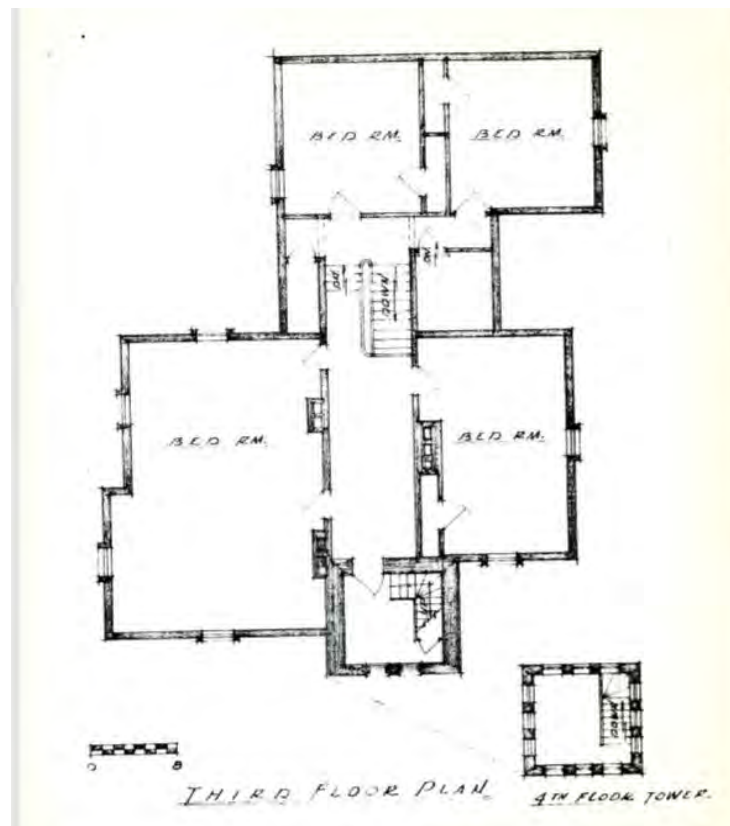 BED RM.
BED RM.
DN.
DOWN
DN.
BED RM.
BED RM.
DOWN
0 8
THIRD FLOOR PLAN.
4TH FLOOR TOWER.